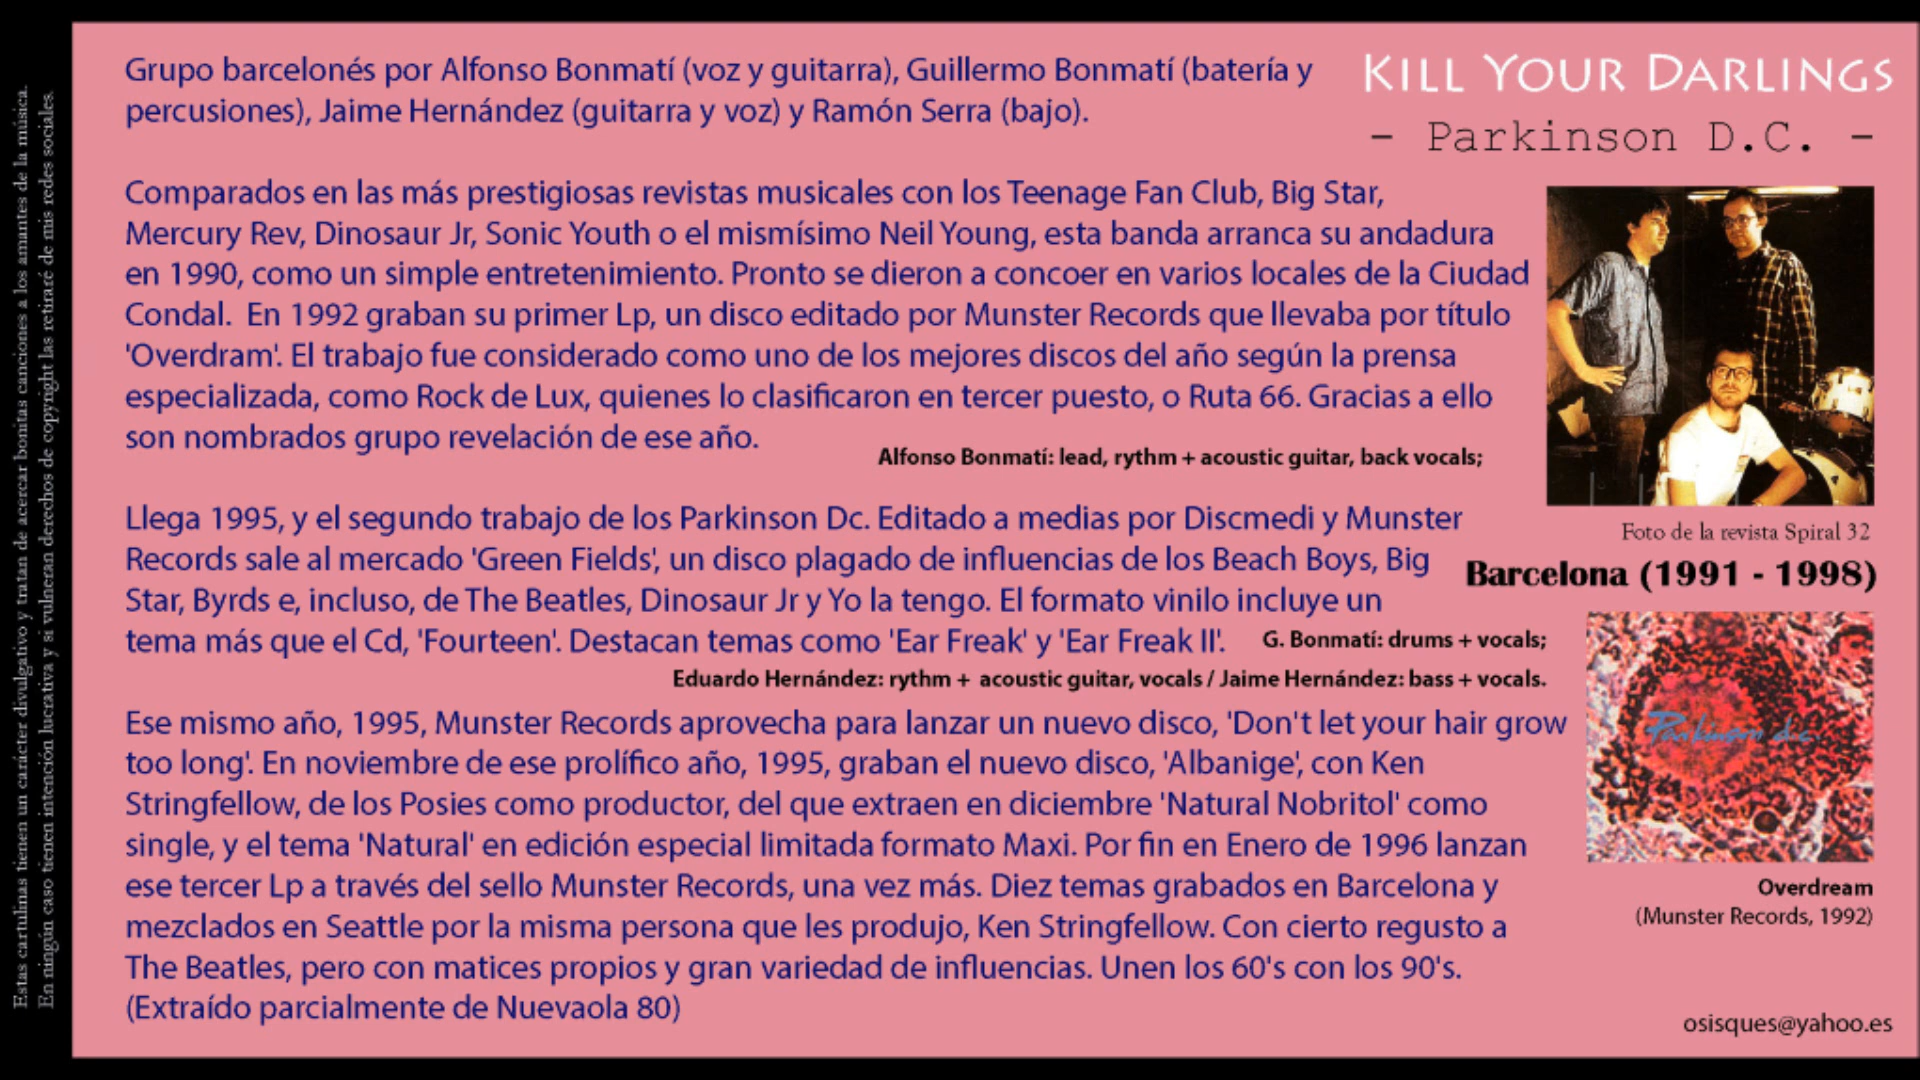 Estas cartulinas tienen un carácter divulgativo y tratan de acercar bonitas canciones a los amantes de la música.
En ningún caso tienen intención lucrativa y si vulneran derechos de copyright las retiraré de mis redes sociales.
KILL YOUR DARLINGS
- Parkinson D.C. -
Grupo barcelonés por Alfonso Bonmatí (voz y guitarra), Guillermo Bonmatí (batería y
percusiones), Jaime Hernández (guitarra y voz) y Ramón Serra (bajo).
Comparados en las más prestigiosas revistas musicales con los Teenage Fan Club, Big Star,
Mercury Rev, Dinosaur Jr, Sonic Youth o el mismísimo Neil Young, esta banda arranca su andadura
en 1990, como un simple entretenimiento. Pronto se dieron a concoer en varios locales de la Ciudad
Condal.  En 1992 graban su primer Lp, un disco editado por Munster Records que llevaba por título
'Overdram'. El trabajo fue considerado como uno de los mejores discos del año según la prensa
especializada, como Rock de Lux, quienes lo clasificaron en tercer puesto, o Ruta 66. Gracias a ello
son nombrados grupo revelación de ese año.
Alfonso Bonmatí: lead, rythm + acoustic guitar, back vocals;
Llega 1995, y el segundo trabajo de los Parkinson Dc. Editado a medias por Discmedi y Munster
Records sale al mercado 'Green Fields', un disco plagado de influencias de los Beach Boys, Big
Star, Byrds e, incluso, de The Beatles, Dinosaur Jr y Yo la tengo. El formato vinilo incluye un
tema más que el Cd, 'Fourteen'. Destacan temas como 'Ear Freak' y 'Ear Freak II'.
G. Bonmatí: drums + vocals;
Eduardo Hernández: rythm + acoustic guitar, vocals / Jaime Hernández: bass + vocals.
Ese mismo año, 1995, Munster Records aprovecha para lanzar un nuevo disco, 'Don't let your hair grow
too long'. En noviembre de ese prolífico año, 1995, graban el nuevo disco, 'Albanige', con Ken
Stringfellow, de los Posies como productor, del que extraen en diciembre 'Natural Nobritol' como
single, y el tema 'Natural' en edición especial limitada formato Maxi. Por fin en Enero de 1996 lanzan
ese tercer Lp a través del sello Munster Records, una vez más. Diez temas grabados en Barcelona y
mezclados en Seattle por la misma persona que les produjo, Ken Stringfellow. Con cierto regusto a
The Beatles, pero con matices propios y gran variedad de influencias. Unen los 60's con los 90's.
(Extraído parcialmente de Nuevaola 80)
Foto de la revista Spiral 32
Barcelona (1991 - 1998)
Parkinson d.c.
Overdream
(Munster Records, 1992)
osisques@yahoo.es